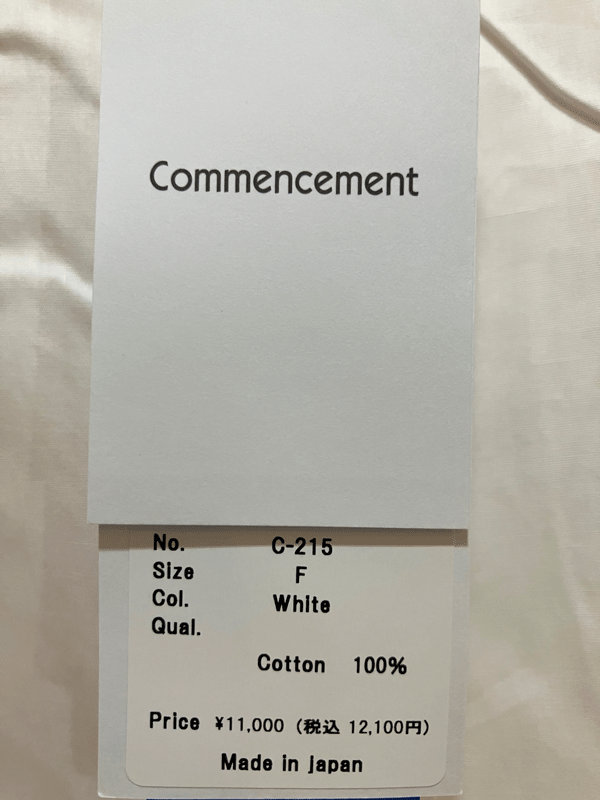 Commencement
No. C-215
Size F
Col. White
Qual.
Cotton 100%
Price ¥11,000 (税込 12,100円)
Made in Japan